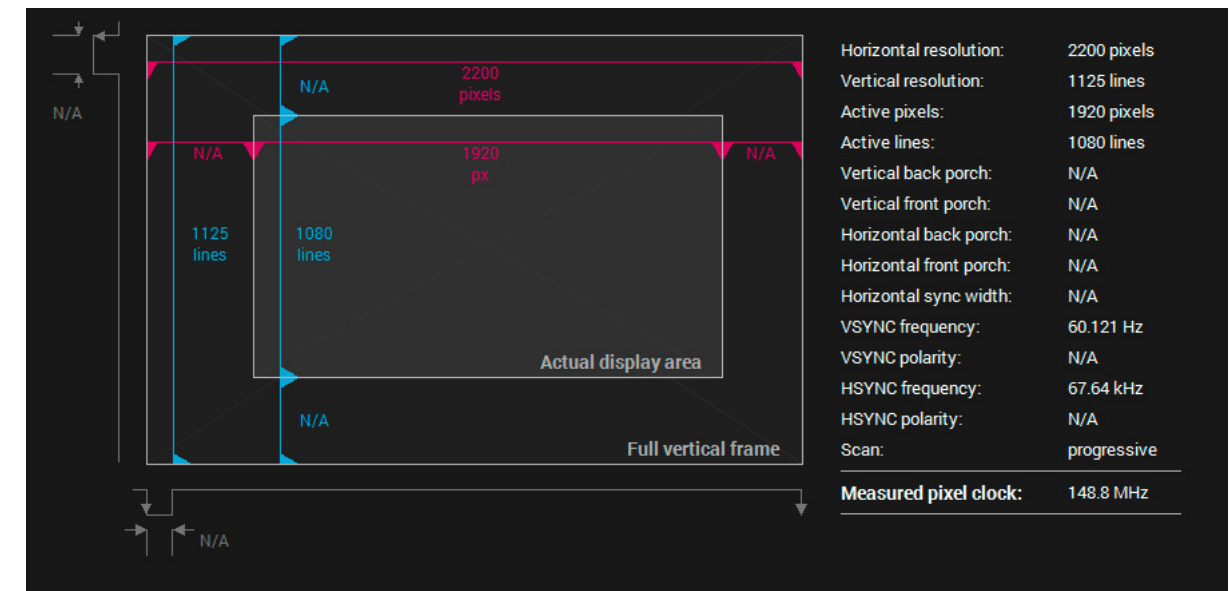 N/A
2200
pixels
N/A
N/A
1920
px
N/A
1125
lines
1080
lines
Actual display area
N/A
Full vertical frame
N/A
Horizontal resolution: 2200 pixels
Vertical resolution: 1125 lines
Active pixels: 1920 pixels
Active lines: 1080 lines
Vertical back porch: N/A
Vertical front porch: N/A
Horizontal back porch: N/A
Horizontal front porch: N/A
Horizontal sync width: N/A
VSYNC frequency: 60.121 Hz
VSYNC polarity: N/A
HSYNC frequency: 67.64 kHz
HSYNC polarity: N/A
Scan: progressive
Measured pixel clock: 148.8 MHz